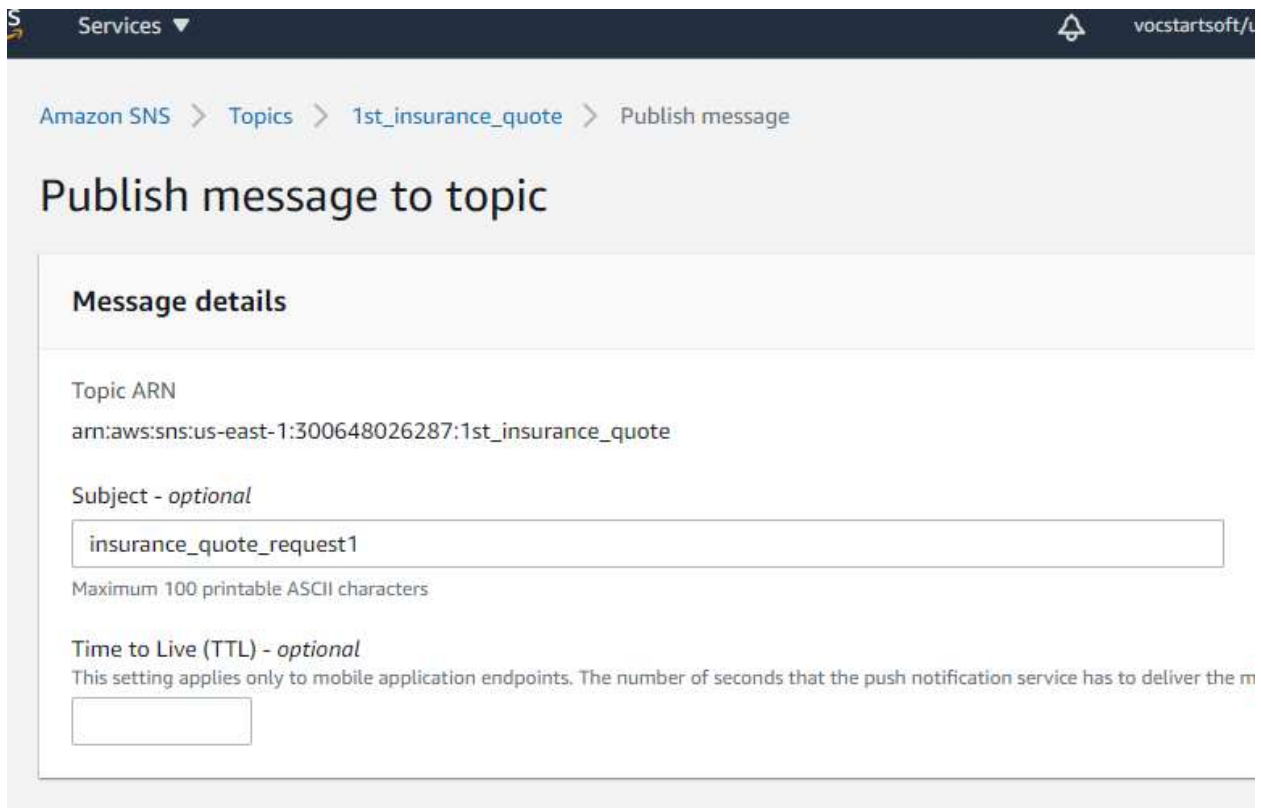 Services ▼
vocstartsoft/u
Amazon SNS > Topics > 1st_insurance_quote > Publish message
Publish message to topic
Message details
Topic ARN
arn:aws:sns:us-east-1:300648026287:1st_insurance_quote
Subject - optional
insurance_quote_request1
Maximum 100 printable ASCII characters
Time to Live (TTL) - optional
This setting applies only to mobile application endpoints. The number of seconds that the push notification service has to deliver the m